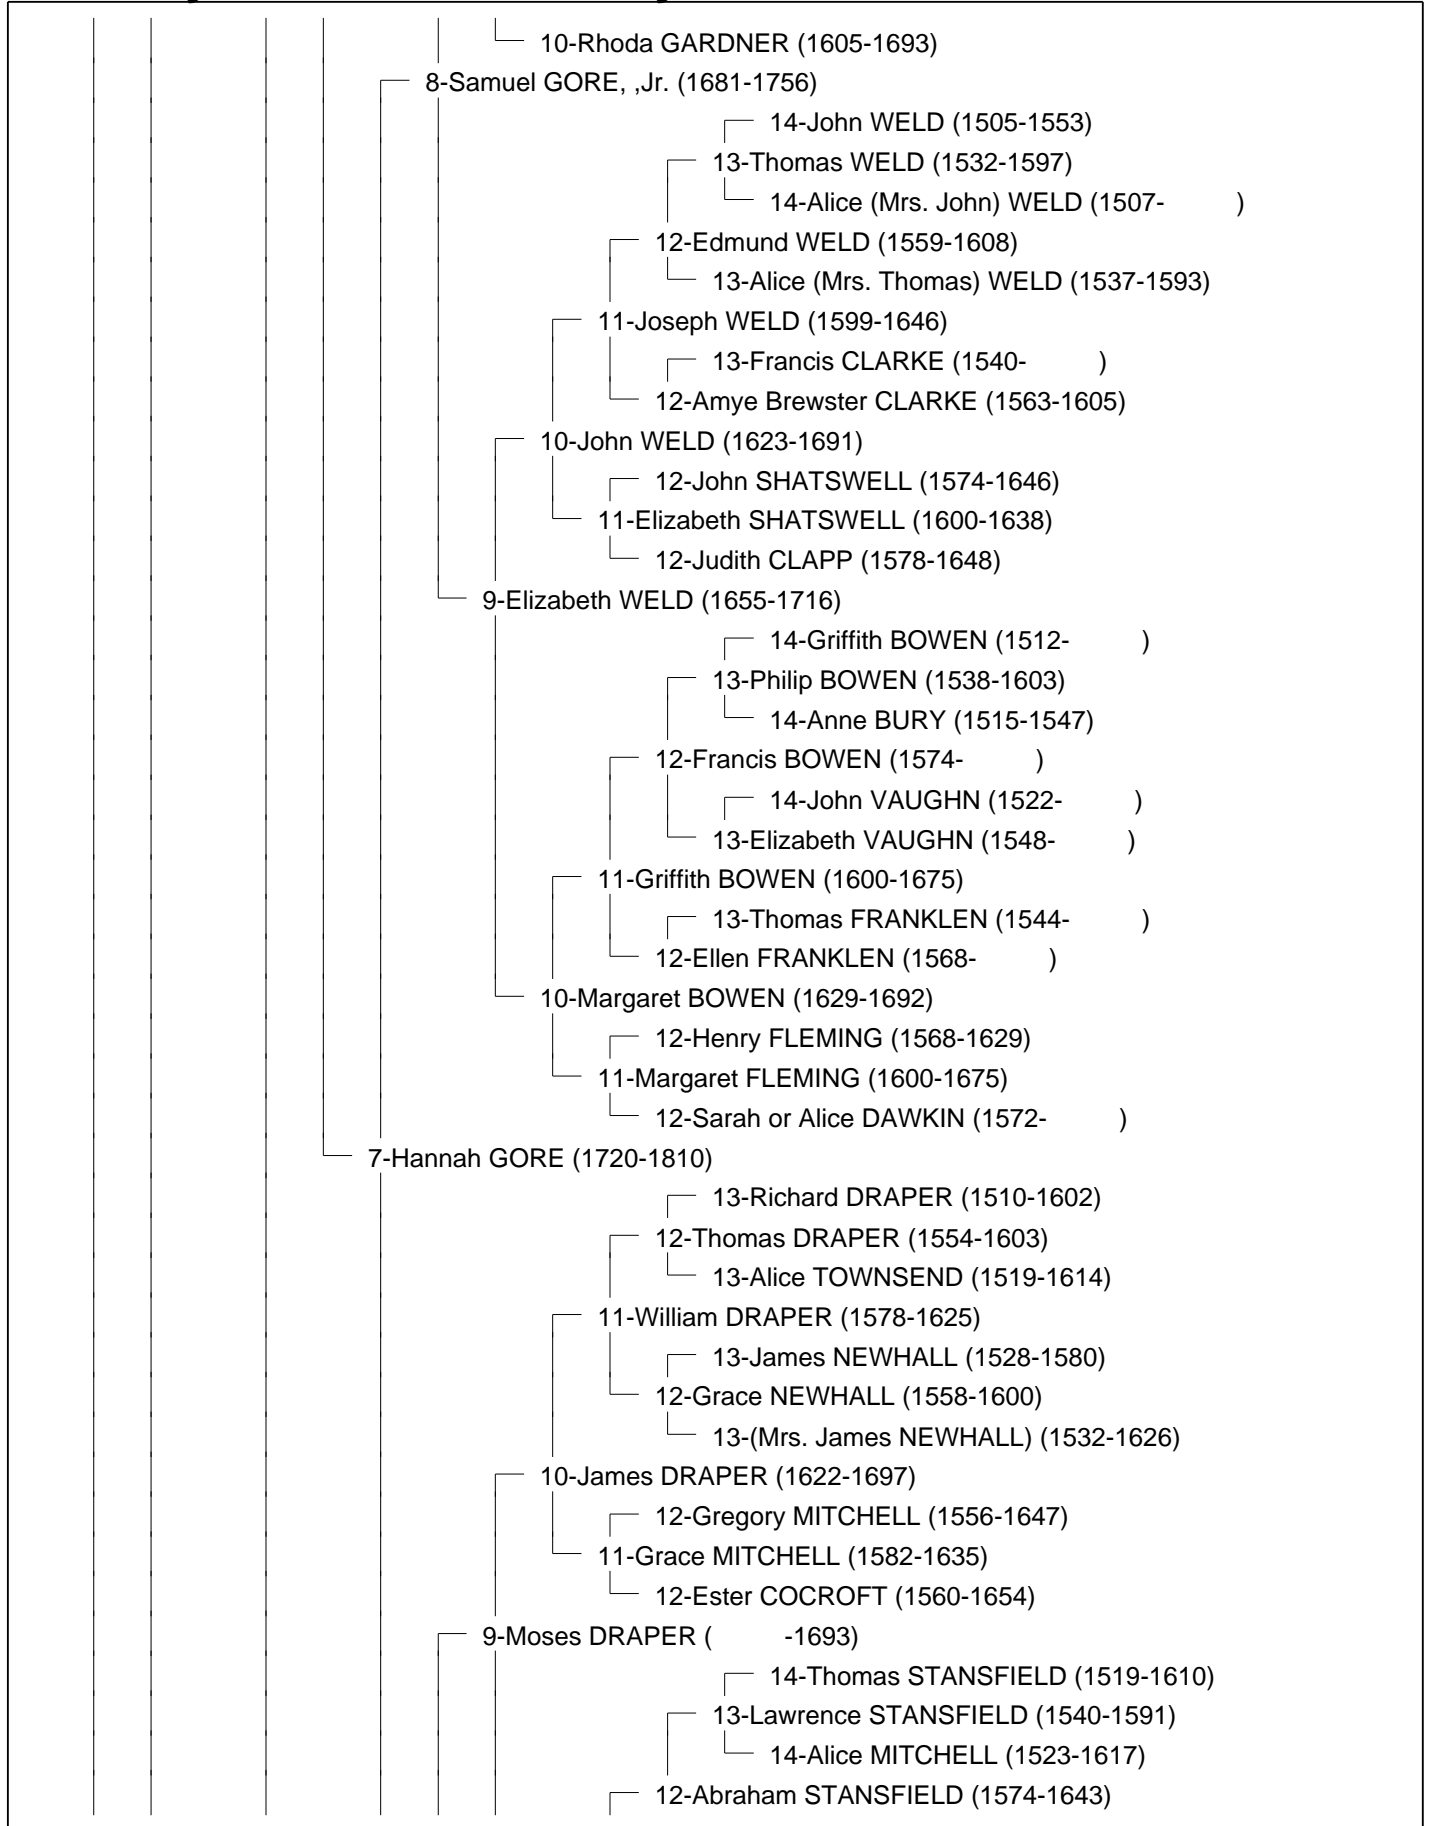 10-Rhoda GARDNER (1605-1693)
8-Samuel GORE, ,Jr. (1681-1756)
14-John WELD (1505-1553)
13-Thomas WELD (1532-1597)
14-Alice (Mrs. John) WELD (1507- )
12-Edmund WELD (1559-1608)
13-Alice (Mrs. Thomas) WELD (1537-1593)
11-Joseph WELD (1599-1646)
13-Francis CLARKE (1540- )
12-Amye Brewster CLARKE (1563-1605)
10-John WELD (1623-1691)
12-John SHATSWELL (1574-1646)
11-Elizabeth SHATSWELL (1600-1638)
12-Judith CLAPP (1578-1648)
9-Elizabeth WELD (1655-1716)
14-Griffith BOWEN (1512- )
13-Philip BOWEN (1538-1603)
14-Anne BURY (1515-1547)
12-Francis BOWEN (1574- )
14-John VAUGHN (1522- )
13-Elizabeth VAUGHN (1548- )
11-Griffith BOWEN (1600-1675)
13-Thomas FRANKLEN (1544- )
12-Ellen FRANKLEN (1568- )
10-Margaret BOWEN (1629-1692)
12-Henry FLEMING (1568-1629)
11-Margaret FLEMING (1600-1675)
12-Sarah or Alice DAWKIN (1572- )
7-Hannah GORE (1720-1810)
13-Richard DRAPER (1510-1602)
12-Thomas DRAPER (1554-1603)
13-Alice TOWNSEND (1519-1614)
11-William DRAPER (1578-1625)
13-James NEWHALL (1528-1580)
12-Grace NEWHALL (1558-1600)
13-(Mrs. James NEWHALL) (1532-1626)
10-James DRAPER (1622-1697)
12-Gregory MITCHELL (1556-1647)
11-Grace MITCHELL (1582-1635)
12-Ester COCROFT (1560-1654)
9-Moses DRAPER ( -1693)
14-Thomas STANSFIELD (1519-1610)
13-Lawrence STANSFIELD (1540-1591)
14-Alice MITCHELL (1523-1617)
12-Abraham STANSFIELD (1574-1643)